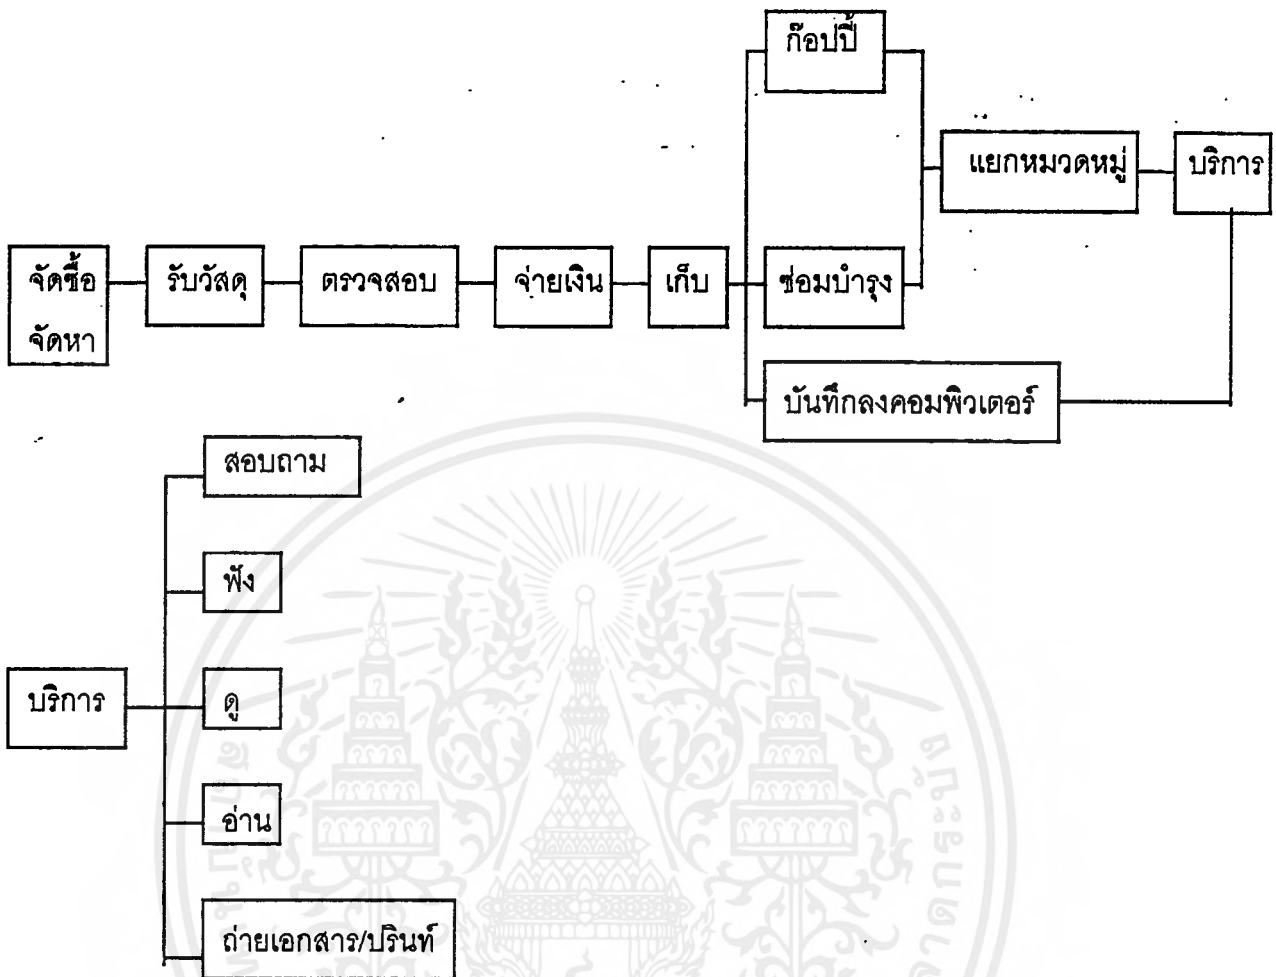 ก๊อปปี้
แยกหมวดหมู่
บริการ
จัดซื้อ
จัดหา
รับวัสดุ
ตรวจสอบ
จ่ายเงิน
เก็บ
ซ่อมบำรุง
บันทึกลงคอมพิวเตอร์
สอบถาม
ฟัง
บริการ
ดู
อ่าน
ถ่ายเอกสาร/ปรินท์